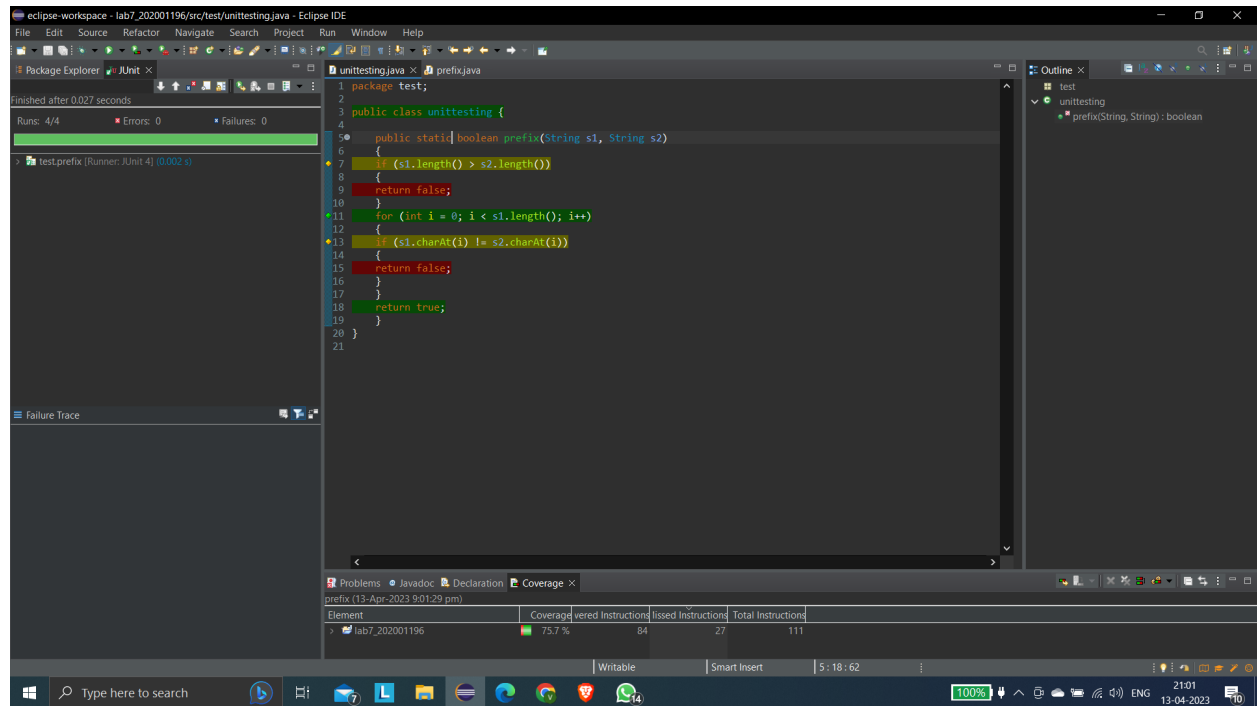 eclipse-workspace - lab7_202001196/src/test/unittesting.java - Eclipse IDE
File Edit Source Refactor Navigate Search Project Run Window Help
Package Explorer JUnit
Finished after 0.027 seconds
Runs: 4/4 Errors: 0 Failures: 0
test.prefix [Runner: JUnit 4] (0.002 s)
Failure Trace
unittesting.java prefix.java
1 package test;
2
3 public class unittesting {
4
5 public static boolean prefix(String s1, String s2)
6 {
7 if (s1.length() > s2.length())
8 {
9 return false;
10 }
11 for (int i = 0; i < s1.length(); i++)
12 {
13 if (s1.charAt(i) != s2.charAt(i))
14 {
15 return false;
16 }
17 }
18 return true;
19 }
20 }
21
Outline
test
unittesting
prefix(String, String) : boolean
Problems Javadoc Declaration Coverage
prefix (13-Apr-2023 9:01:29 pm)
Element Coverage vered Instructions lissed Instructions Total Instructions
lab7_202001196 75.7 % 84 27 111
Writable Smart Insert 5 : 18 : 62
Type here to search
7
L
14
100% ENG 21:01
13-04-2023
10